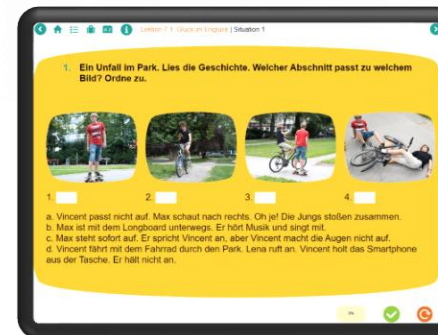 Lektion 7 1. Glück im Unglück | Situation 1
1. Ein Unfall im Park. Lies die Geschichte. Welcher Abschnitt passt zu welchem
Bild? Ordne zu.
1.
2.
3.
4.
a. Vincent passt nicht auf. Max schaut nach rechts. Oh je! Die Jungs stoßen zusammen.
b. Max ist mit dem Longboard unterwegs. Er hört Musik und singt mit.
c. Max steht sofort auf. Er spricht Vincent an, aber Vincent macht die Augen nicht auf.
d. Vincent fährt mit dem Fahrrad durch den Park. Lena ruft an. Vincent holt das Smartphone
aus der Tasche. Er hält nicht an.